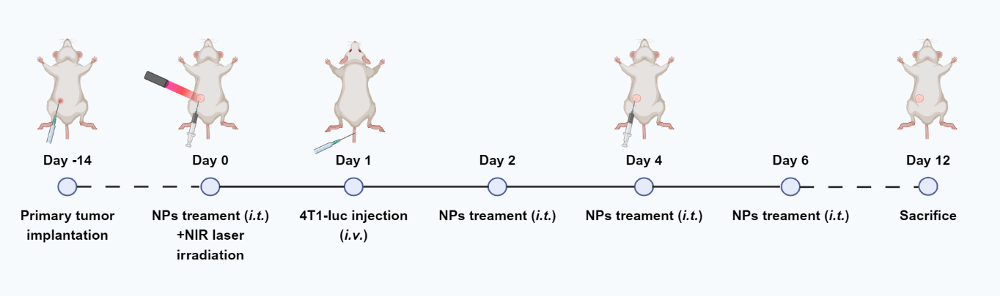 Day -14
Day 0
Day 1
Day 2
Day 4
Day 6
Day 12
Primary tumor
implantation
NPs treament (i.t.)
+NIR laser
irradiation
4T1-luc injection
(i.v.)
NPs treament (i.t.)
NPs treament (i.t.)
NPs treament (i.t.)
Sacrifice